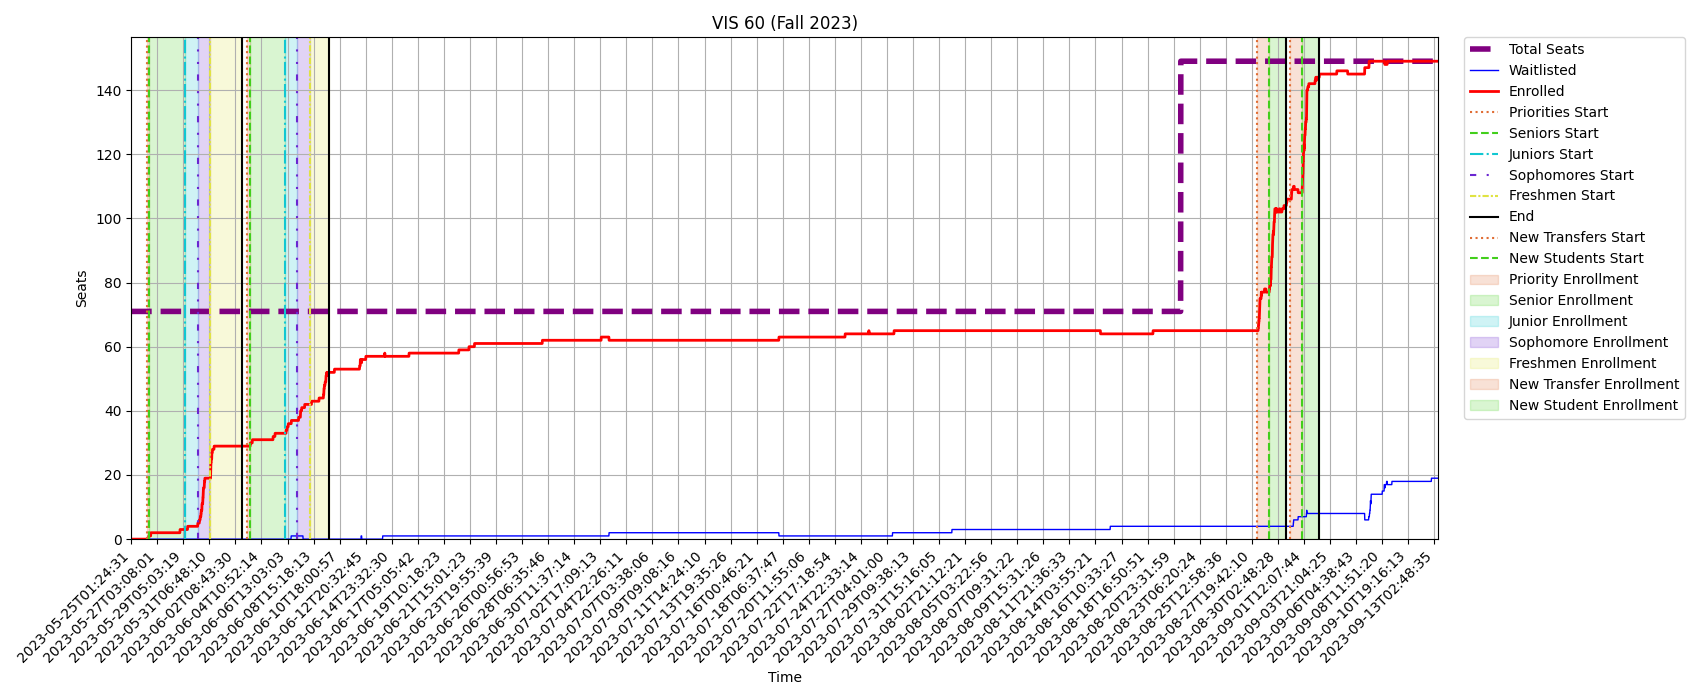 VIS 60 (Fall 2023)
Seats
140
120
100
80
60
40
20
0
2023-05-25T01:24:31
2023-05-27T03:08:01
2023-05-29T05:03:19
2023-05-31T06:48:10
2023-06-02T08:43:30
2023-06-04T10:52:14
2023-06-06T13:03:03
2023-06-08T15:18:13
2023-06-10T18:00:57
2023-06-12T20:32:45
2023-06-14T23:32:30
2023-06-17T05:05:42
2023-06-19T10:18:23
2023-06-21T15:01:23
2023-06-23T19:55:39
2023-06-26T00:56:53
2023-06-28T06:35:46
2023-06-30T11:37:14
2023-07-02T17:09:13
2023-07-04T22:26:11
2023-07-07T03:38:06
2023-07-09T09:08:16
2023-07-11T14:24:10
2023-07-13T19:35:26
2023-07-16T00:46:21
2023-07-18T06:37:47
2023-07-20T11:55:06
2023-07-22T17:18:54
2023-07-24T22:33:14
2023-07-27T04:01:00
2023-07-29T09:38:13
2023-07-31T15:16:05
2023-08-02T21:12:21
2023-08-05T03:22:56
2023-08-07T09:31:22
2023-08-09T15:31:26
2023-08-11T21:36:33
2023-08-14T03:55:21
2023-08-16T10:33:27
2023-08-18T16:50:51
2023-08-20T23:31:59
2023-08-23T06:20:24
2023-08-25T12:58:36
2023-08-27T19:42:10
2023-08-30T02:48:28
2023-09-01T12:07:44
2023-09-03T21:04:25
2023-09-06T04:38:43
2023-09-08T11:51:20
2023-09-10T19:16:13
2023-09-13T02:48:35
Time
Total Seats
Waitlisted
Enrolled
Priorities Start
Seniors Start
Juniors Start
Sophomores Start
Freshmen Start
End
New Transfers Start
New Students Start
Priority Enrollment
Senior Enrollment
Junior Enrollment
Sophomore Enrollment
Freshmen Enrollment
New Transfer Enrollment
New Student Enrollment